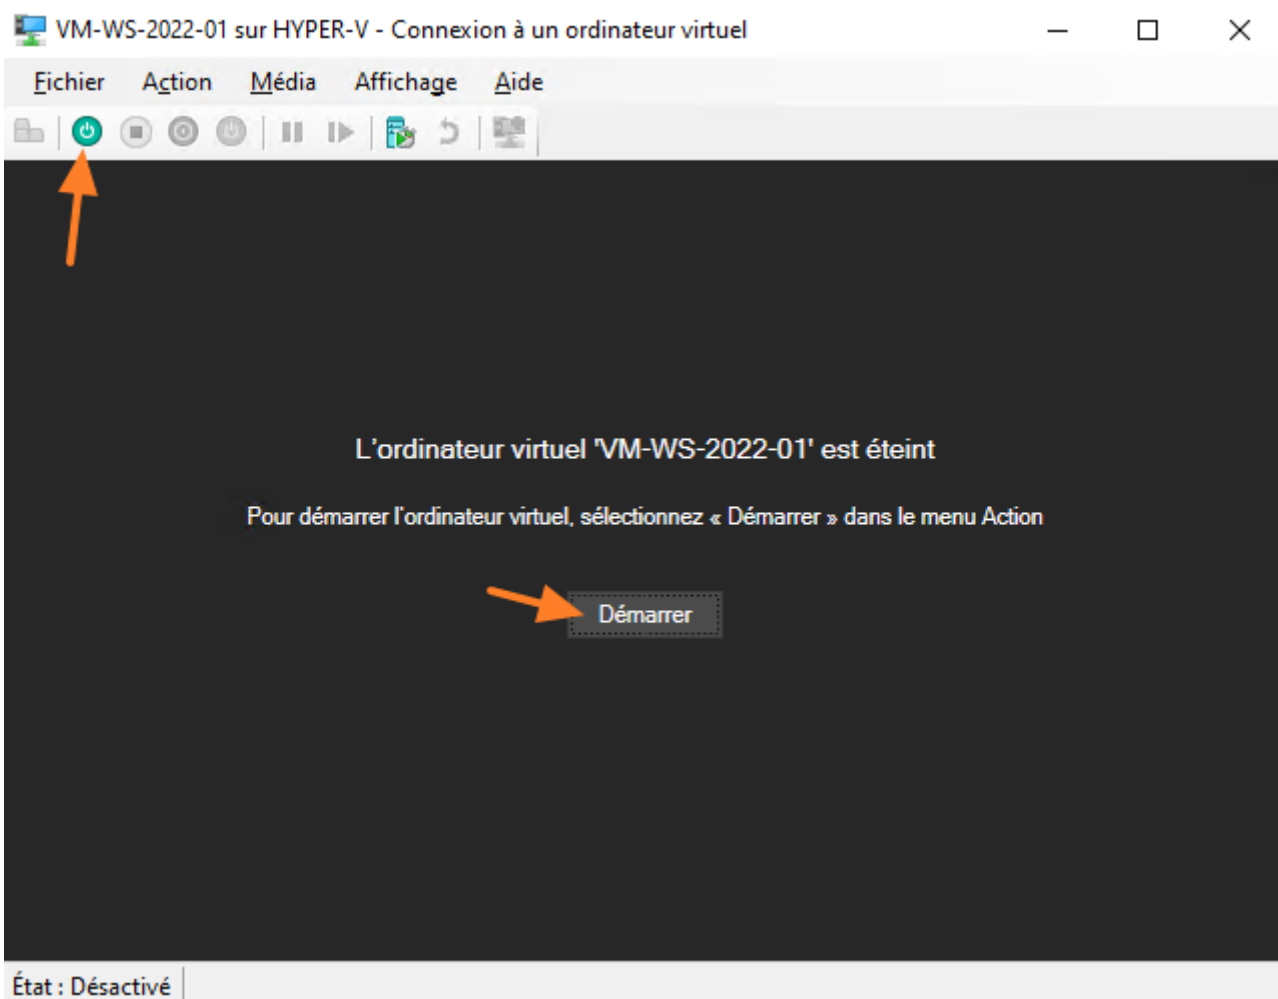 VM-WS-2022-01 sur HYPER-V - Connexion à un ordinateur virtuel
Fichier Action Média Affichage Aide
L'ordinateur virtuel 'VM-WS-2022-01' est éteint
Pour démarrer l'ordinateur virtuel, sélectionnez « Démarrer » dans le menu Action
Démarrer
État : Désactivé